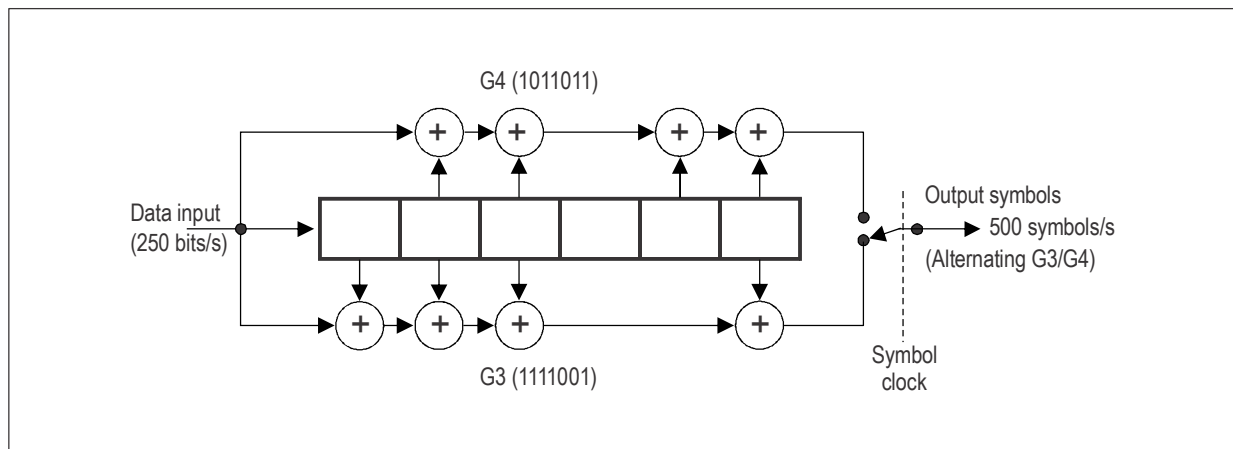 G4 (1011011)
+ + + +
Data input
(250 bits/s)
Output symbols
500 symbols/s
(Alternating G3/G4)
+ + + +
G3 (1111001)
Symbol
clock